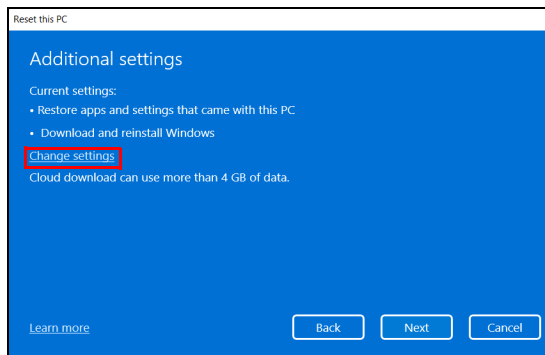 Reset this PC
Additional settings
Current settings:
• Restore apps and settings that came with this PC
• Download and reinstall Windows
Change settings
Cloud download can use more than 4 GB of data.
Learn more
Back
Next
Cancel